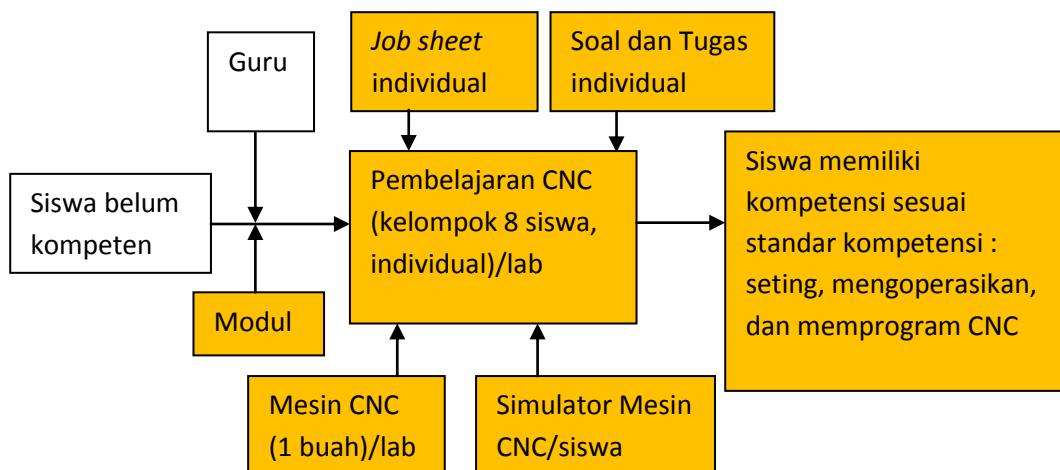 Guru
Job sheet
individual
Soal dan Tugas
individual
Siswa belum
kompeten
Modul
Pembelajaran CNC
(kelompok 8 siswa,
individual)/lab
Siswa memiliki
kompetensi sesuai
standar kompetensi :
seting, mengoperasikan,
dan memprogram CNC
Mesin CNC
(1 buah)/lab
Simulator Mesin
CNC/siswa